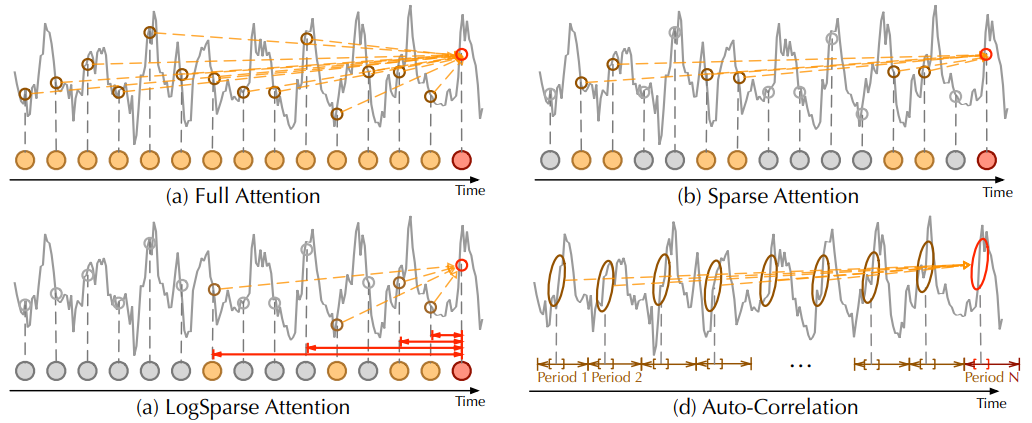 Time
(a) Full Attention
Time
(b) Sparse Attention
Time
(a) LogSparse Attention
[ ] [ ] [ ] [ ] ... [ ] [ ] [ ]
Period 1 Period 2 Period N
Time
(d) Auto-Correlation